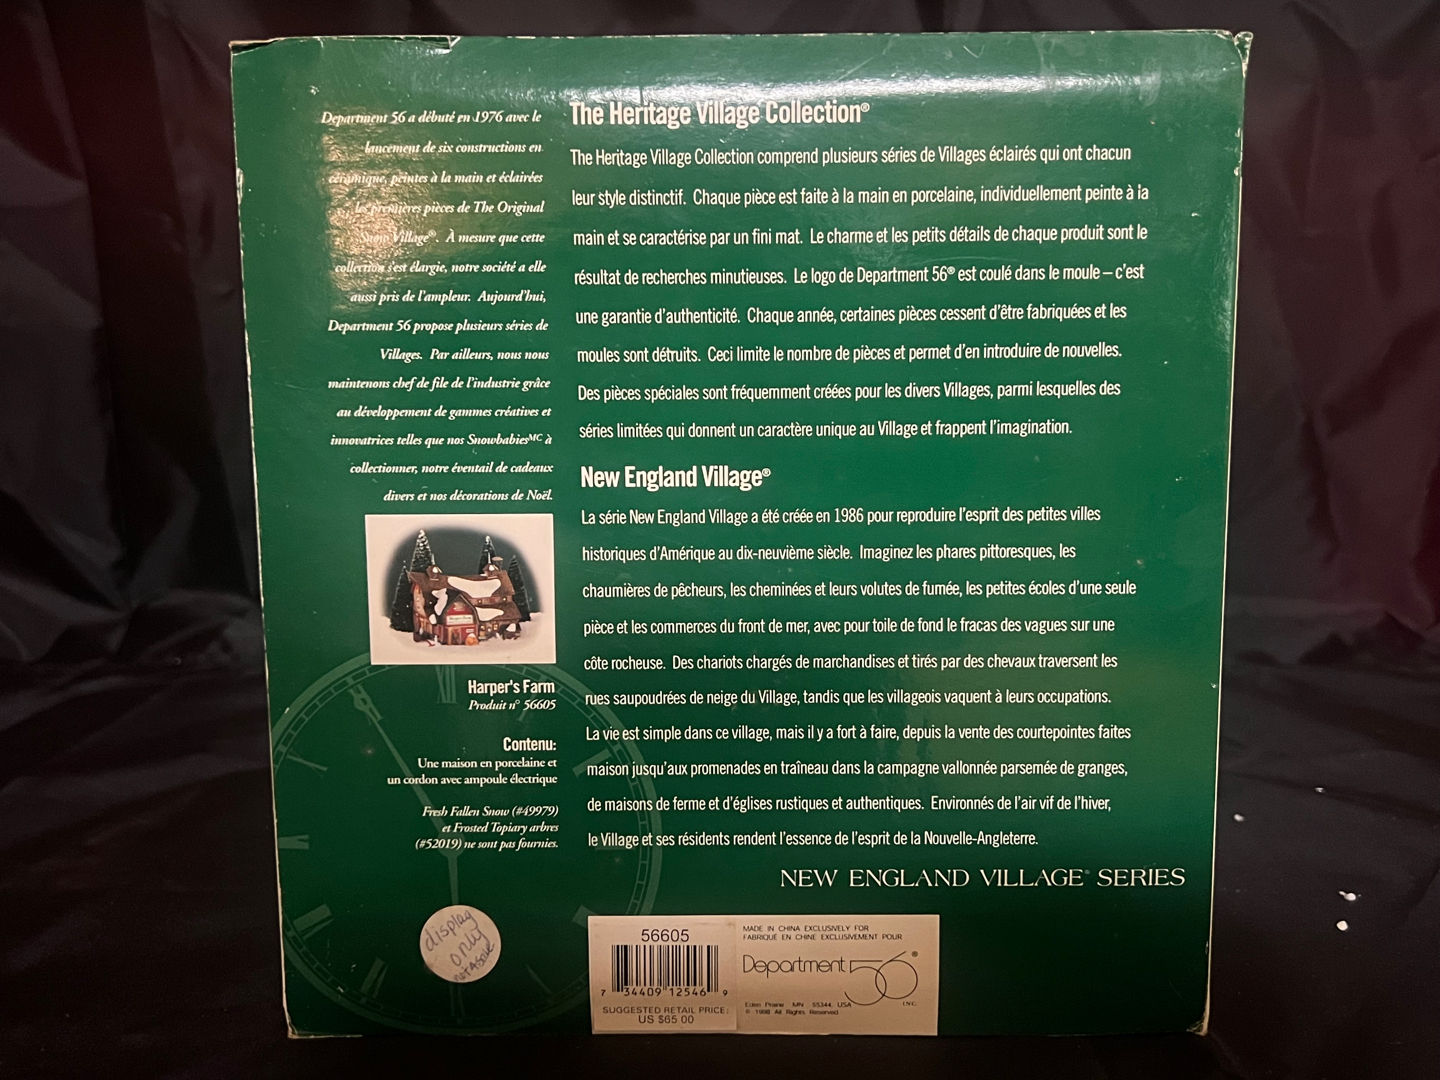 Department 56 a débuté en 1976 avec le
lancement de six constructions en
céramique, peintes à la main et éclairées
les premières pièces de The Original
Snow Village®. À mesure que cette
collection s'est élargie, notre société a elle
aussi pris de l'ampleur. Aujourd'hui,
Department 56 propose plusieurs séries de
Villages. Par ailleurs, nous nous
maintenons chef de file de l'industrie grâce
au développement de gammes créatives et
innovatrices telles que nos Snowbabiesᴹᶜ à
collectionner, notre éventail de cadeaux
divers et nos décorations de Noël.
Harper's Farm
Produit n° 56605
Contenu:
Une maison en porcelaine et
un cordon avec ampoule électrique
Fresh Fallen Snow (#49979)
et Frosted Topiary arbres
(#52019) ne sont pas fournies.
display
only
not A Sale
The Heritage Village Collection®
The Heritage Village Collection comprend plusieurs séries de Villages éclairés qui ont chacun
leur style distinctif. Chaque pièce est faite à la main en porcelaine, individuellement peinte à la
main et se caractérise par un fini mat. Le charme et les petits détails de chaque produit sont le
résultat de recherches minutieuses. Le logo de Department 56® est coulé dans le moule – c'est
une garantie d'authenticité. Chaque année, certaines pièces cessent d'être fabriquées et les
moules sont détruits. Ceci limite le nombre de pièces et permet d'en introduire de nouvelles.
Des pièces spéciales sont fréquemment créées pour les divers Villages, parmi lesquelles des
séries limitées qui donnent un caractère unique au Village et frappent l'imagination.
New England Village®
La série New England Village a été créée en 1986 pour reproduire l'esprit des petites villes
historiques d'Amérique au dix-neuvième siècle. Imaginez les phares pittoresques, les
chaumières de pêcheurs, les cheminées et leurs volutes de fumée, les petites écoles d'une seule
pièce et les commerces du front de mer, avec pour toile de fond le fracas des vagues sur une
côte rocheuse. Des chariots chargés de marchandises et tirés par des chevaux traversent les
rues saupoudrées de neige du Village, tandis que les villageois vaquent à leurs occupations.
La vie est simple dans ce village, mais il y a fort à faire, depuis la vente des courtepointes faites
maison jusqu'aux promenades en traîneau dans la campagne vallonnée parsemée de granges,
de maisons de ferme et d'églises rustiques et authentiques. Environnés de l'air vif de l'hiver,
le Village et ses résidents rendent l'essence de l'esprit de la Nouvelle-Angleterre.
NEW ENGLAND VILLAGE® SERIES
56605
7 34409 12546 9
SUGGESTED RETAIL PRICE:
US $65.00
MADE IN CHINA EXCLUSIVELY FOR
FABRIQUÉ EN CHINE EXCLUSIVEMENT POUR
Department 56®
INC.
Eden Prairie MN 55344, USA
© 1998 All Rights Reserved